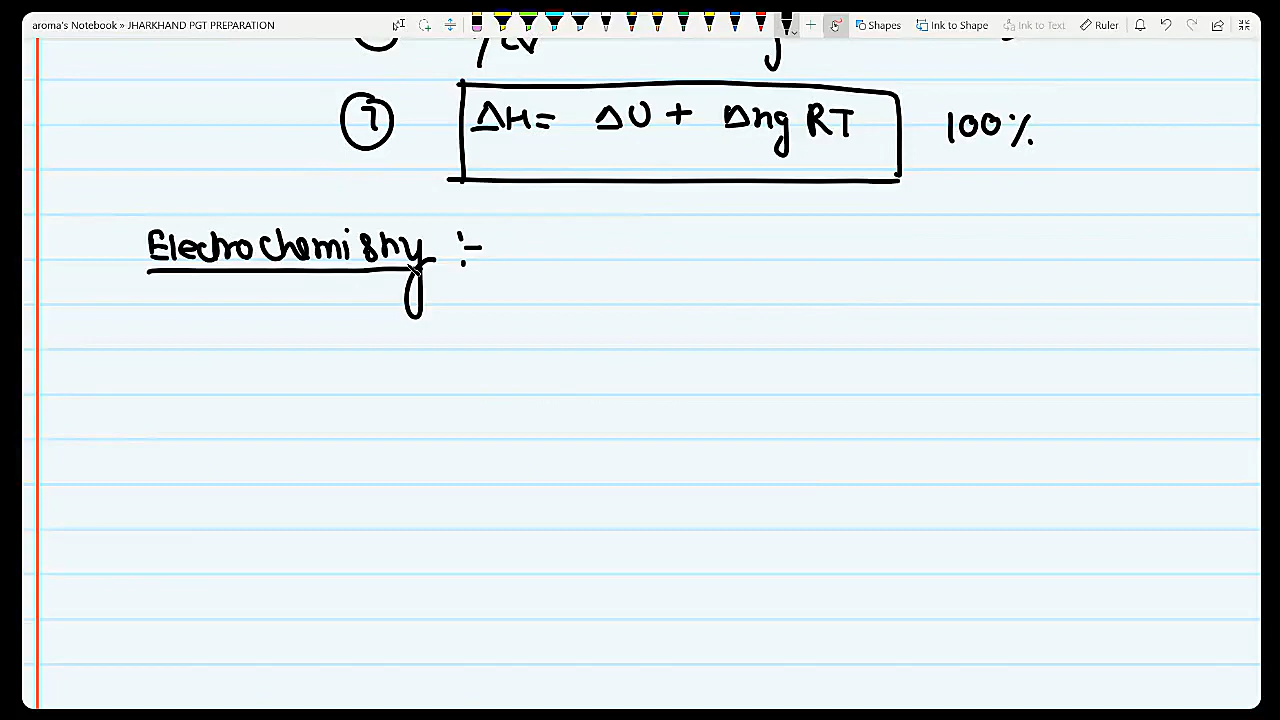 aroma's Notebook » JHARKHAND PGT PREPARATION
Shapes Ink to Shape Ink to Text Ruler
7 ΔH = ΔU + Δng RT 100%
Electrochemistry :-